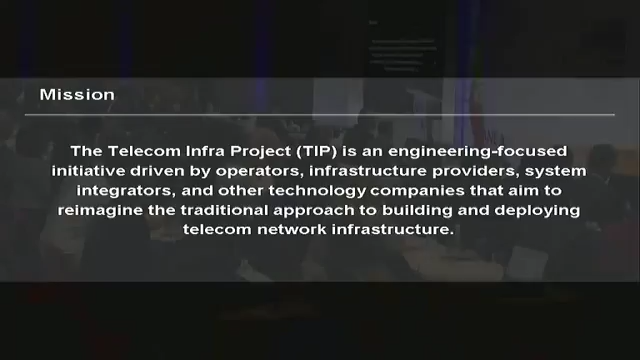 Mission
The Telecom Infra Project (TIP) is an engineering-focused
initiative driven by operators, infrastructure providers, system
integrators, and other technology companies that aim to
reimagine the traditional approach to building and deploying
telecom network infrastructure.